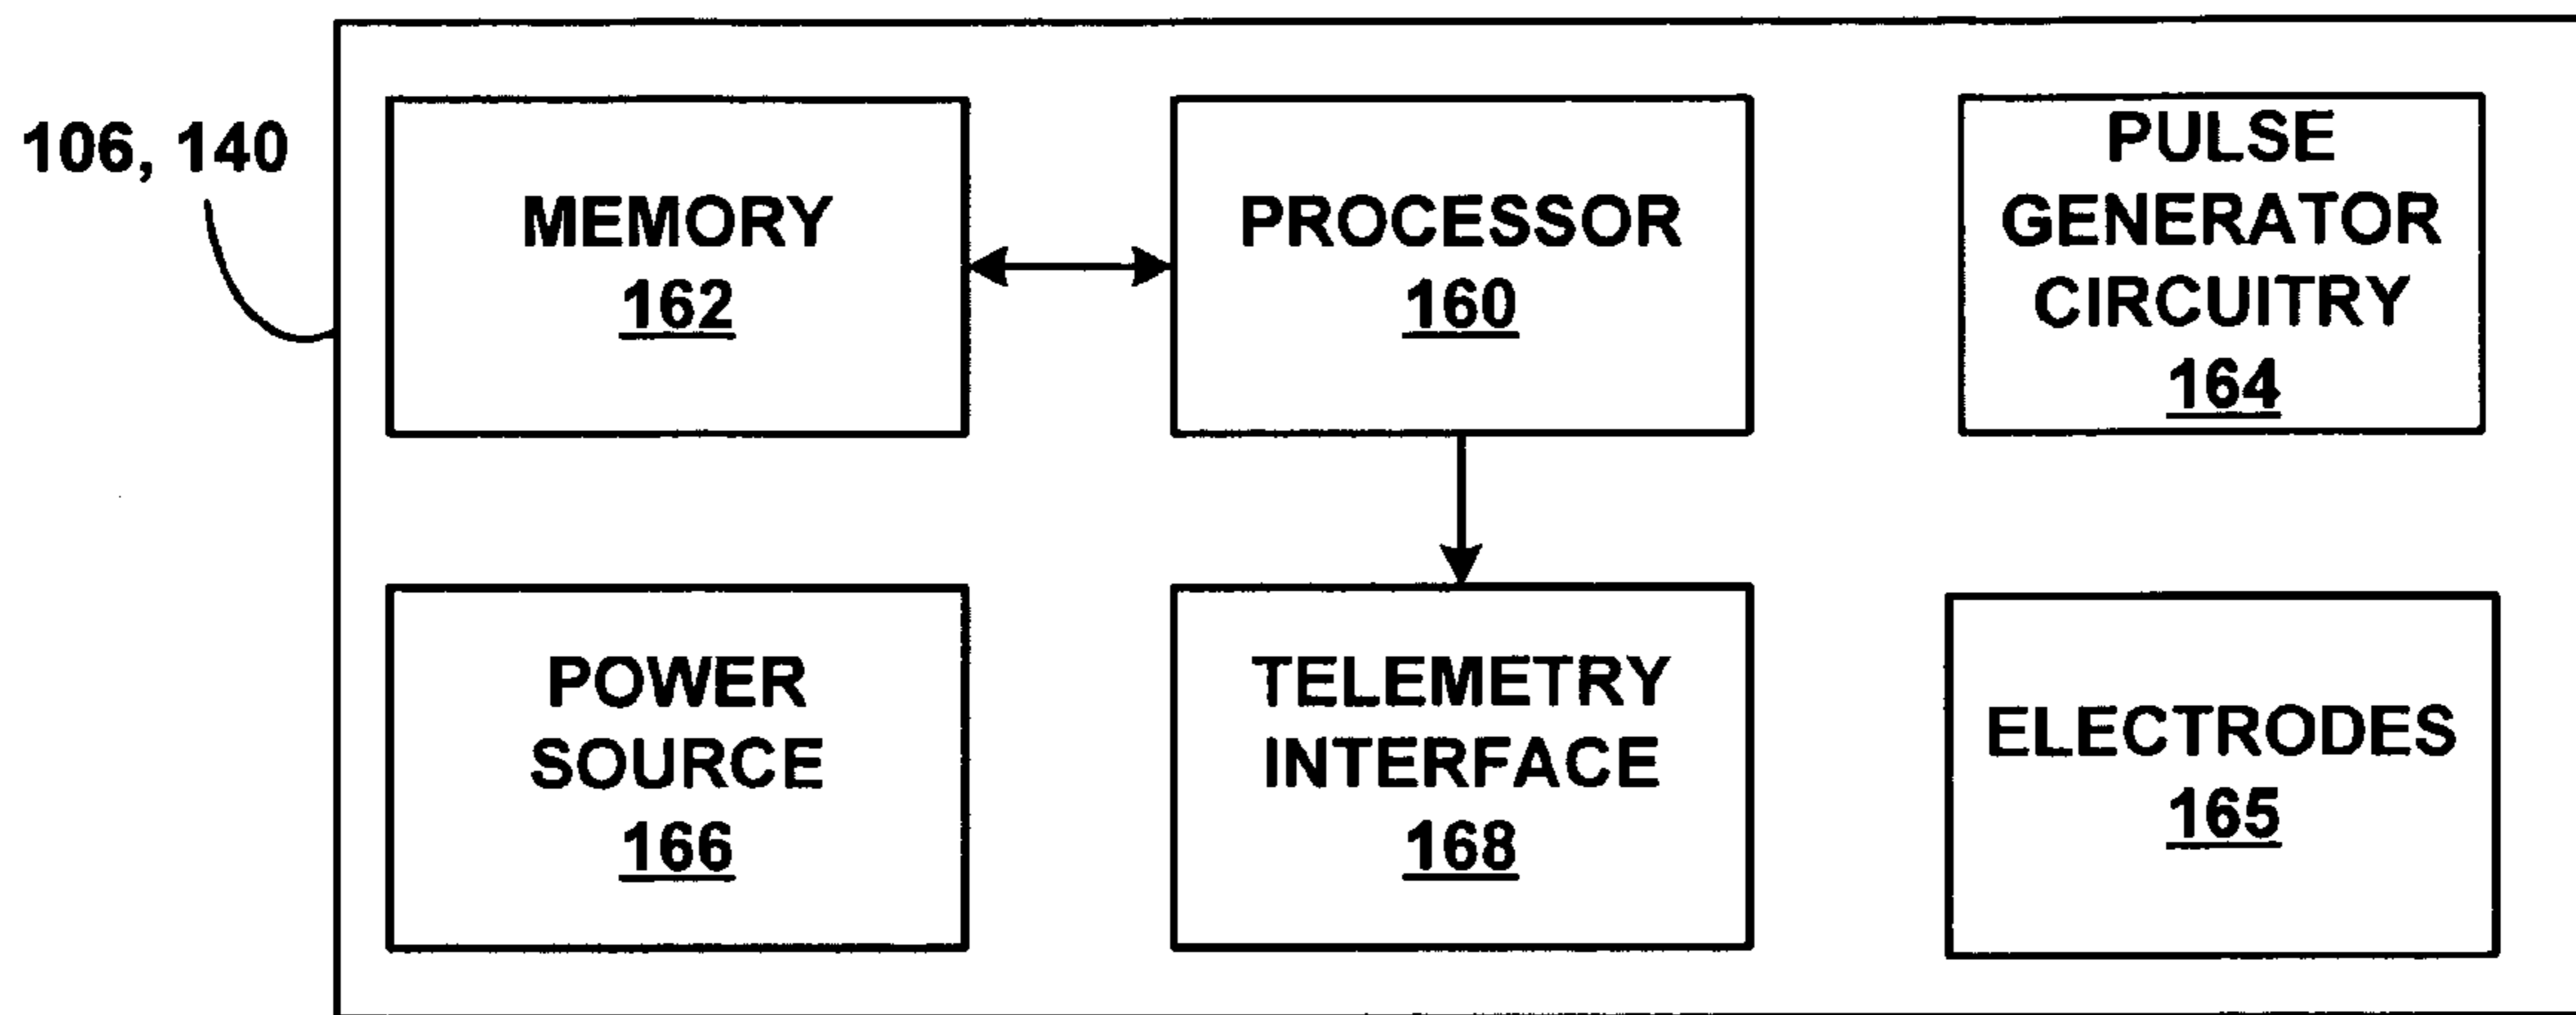 106, 140
MEMORY
162
PROCESSOR
160
PULSE
GENERATOR
CIRCUITRY
164
POWER
SOURCE
166
TELEMETRY
INTERFACE
168
ELECTRODES
165